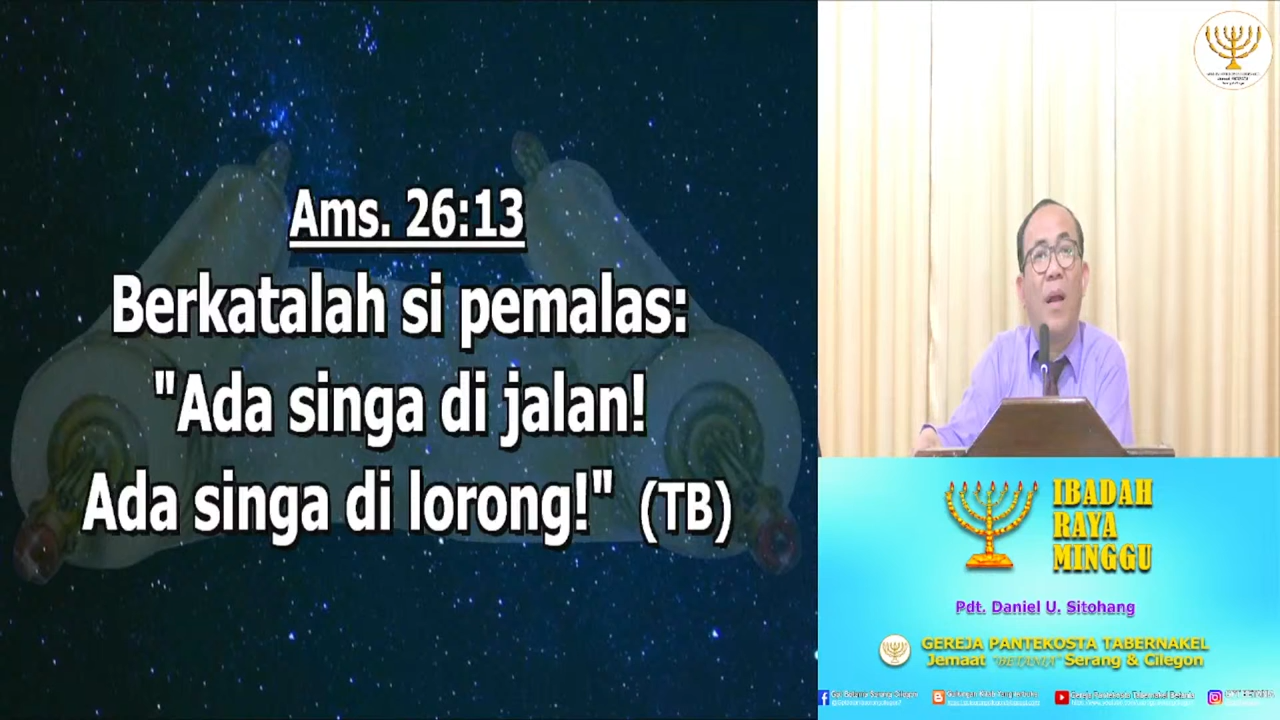 Ams. 26:13
Berkatalah si pemalas:
"Ada singa di jalan!
Ada singa di lorong!" (TB)
IBADAH
RAYA
MINGGU
Pdt. Daniel U. Sitohang
GEREJA PANTEKOSTA TABERNAKEL
Jemaat "BETANIA" Serang & Cilegon